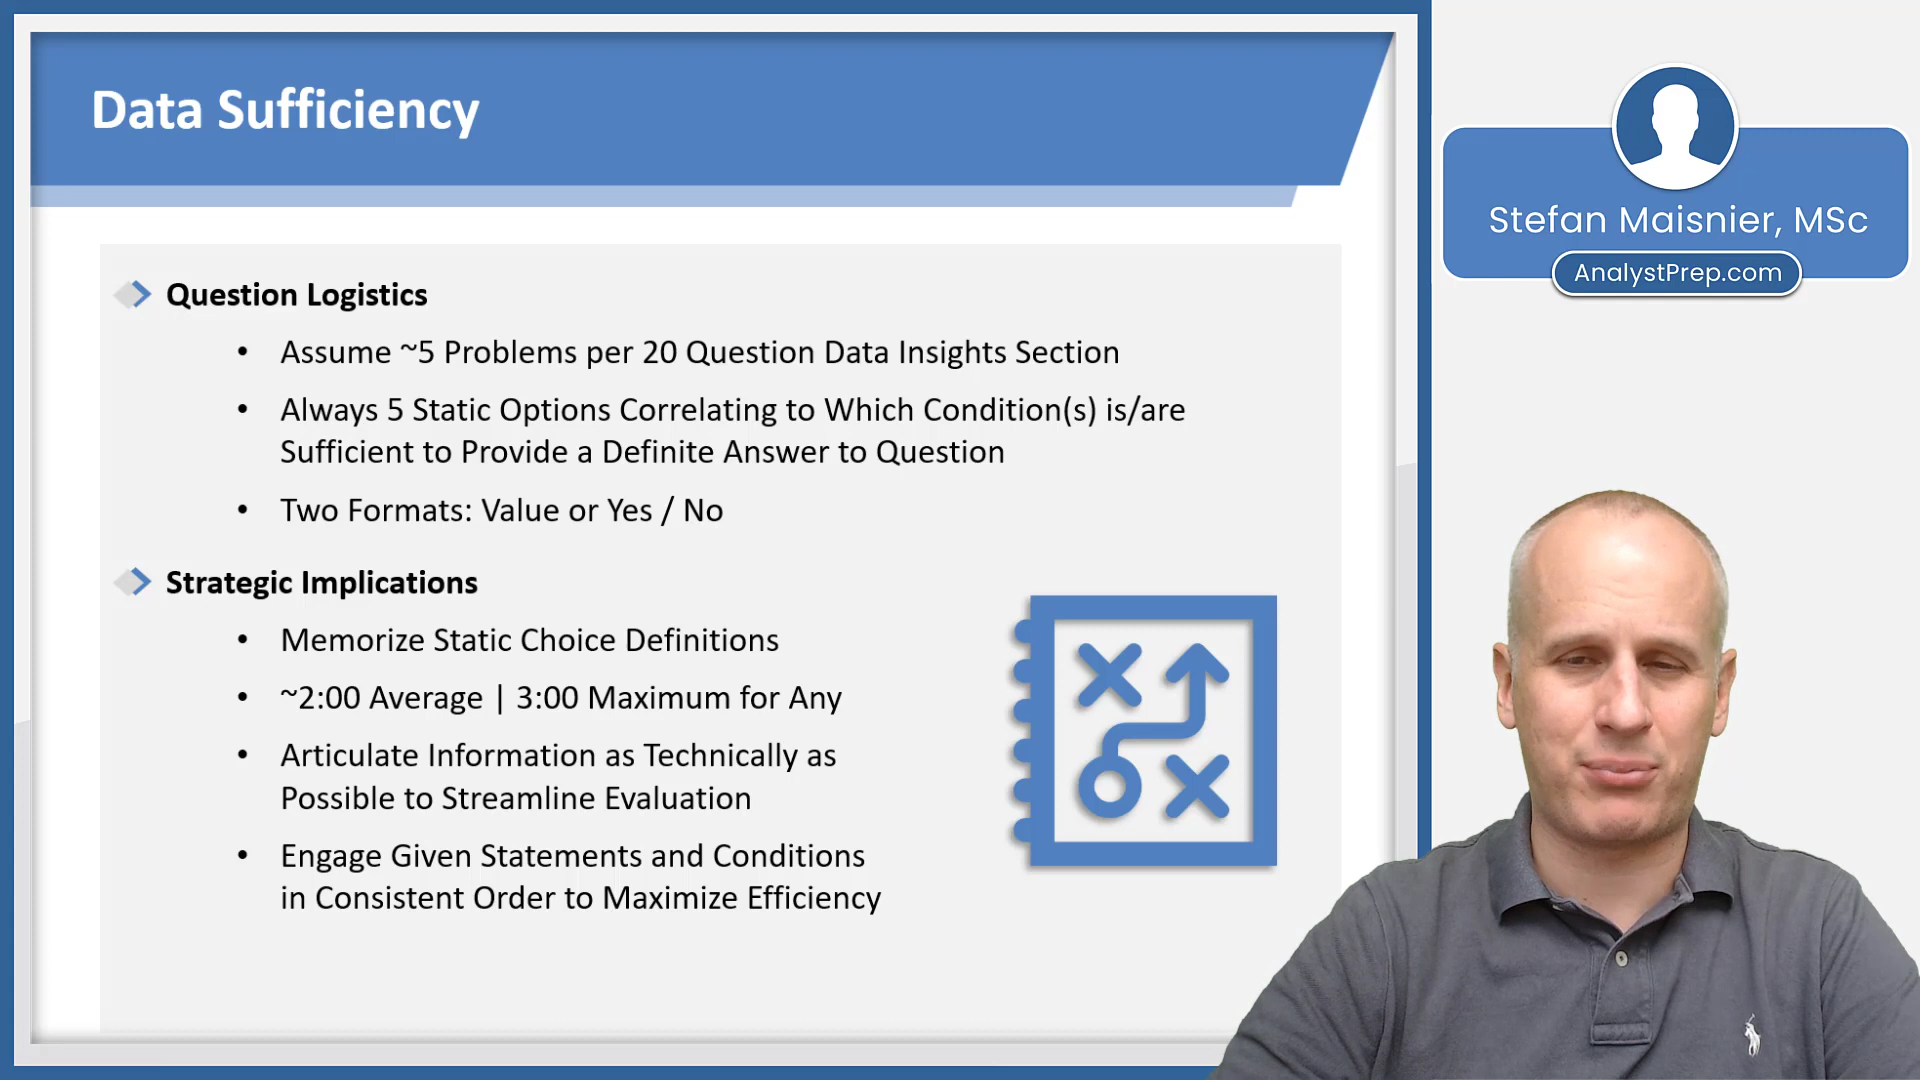 Data Sufficiency
Question Logistics
• Assume ~5 Problems per 20 Question Data Insights Section
• Always 5 Static Options Correlating to Which Condition(s) is/are
Sufficient to Provide a Definite Answer to Question
• Two Formats: Value or Yes / No
Strategic Implications
• Memorize Static Choice Definitions
• ~2:00 Average | 3:00 Maximum for Any
• Articulate Information as Technically as
Possible to Streamline Evaluation
• Engage Given Statements and Conditions
in Consistent Order to Maximize Efficiency
Stefan Maisnier, MSc
AnalystPrep.com